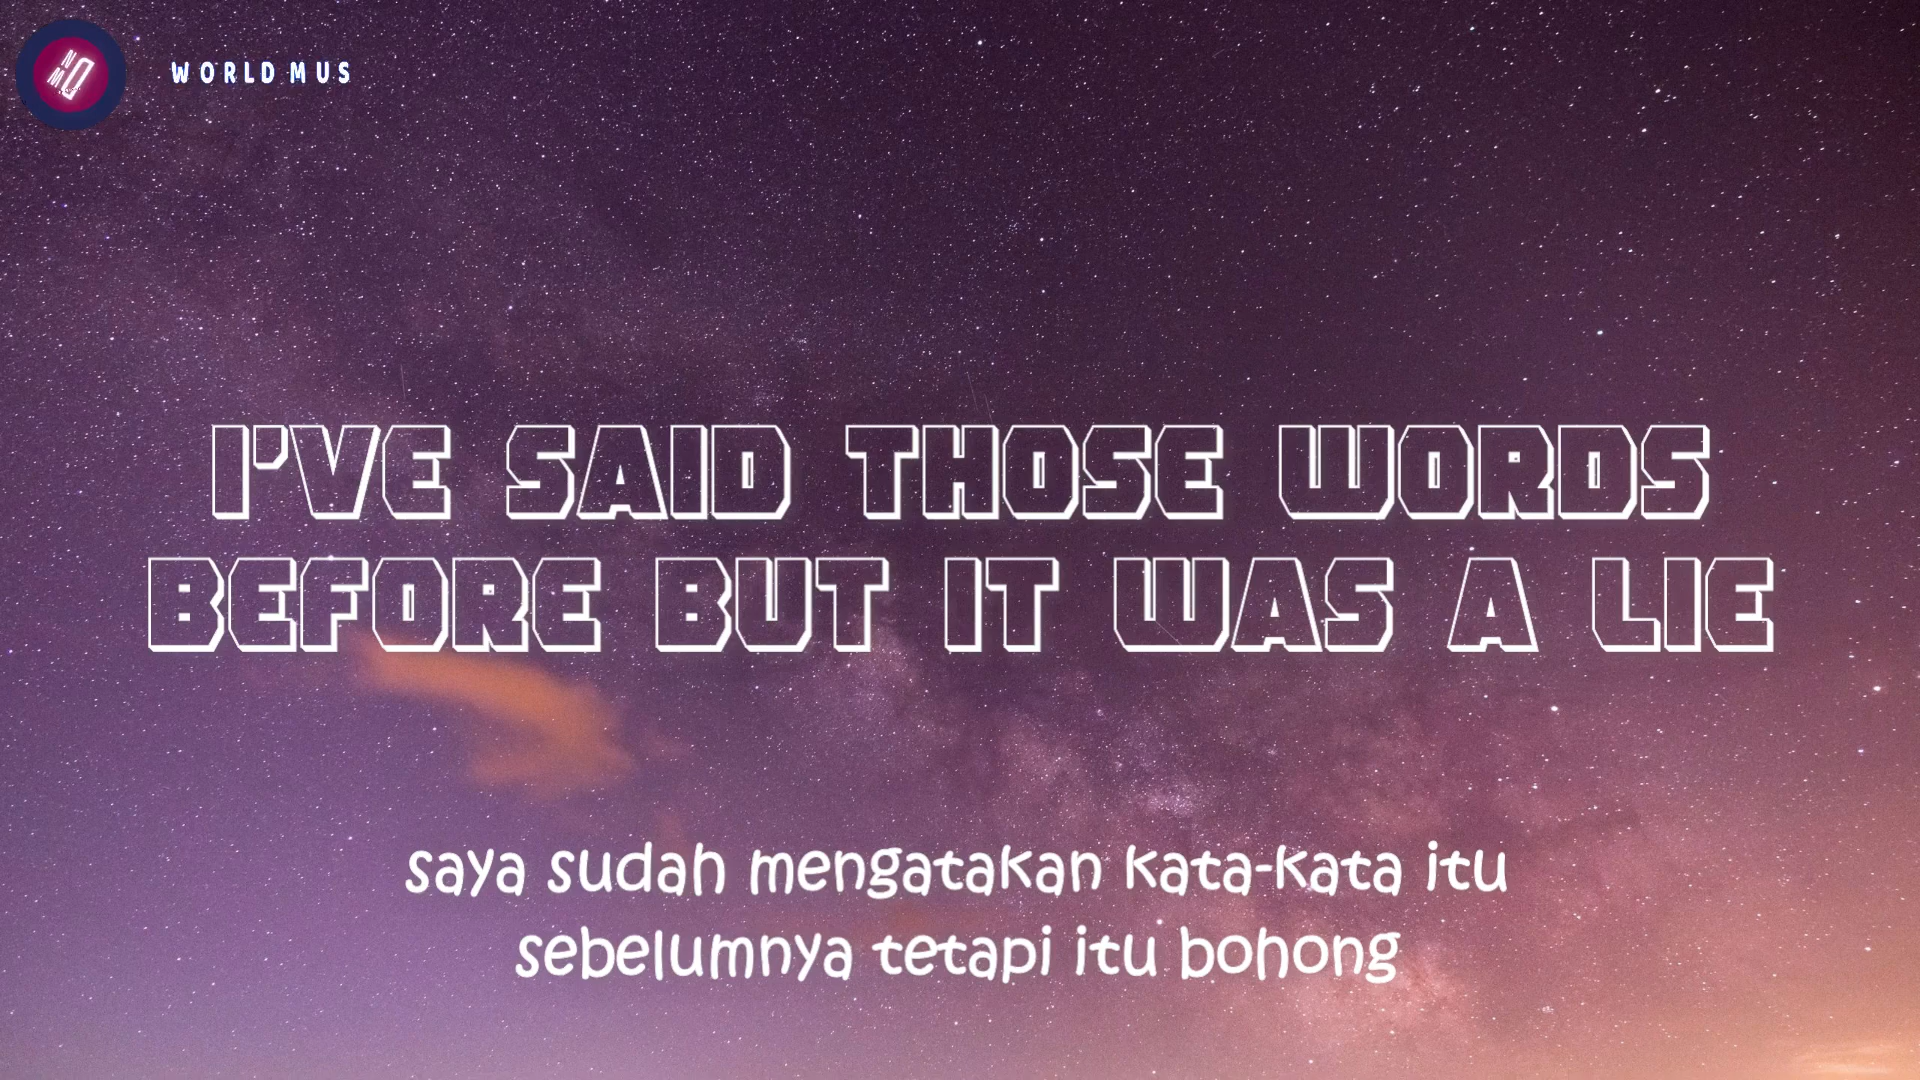 WORLD MUS
I'VE SAID THOSE WORDS
BEFORE BUT IT WAS A LIE
saya sudah mengatakan kata-kata itu
sebelumnya tetapi itu bohong